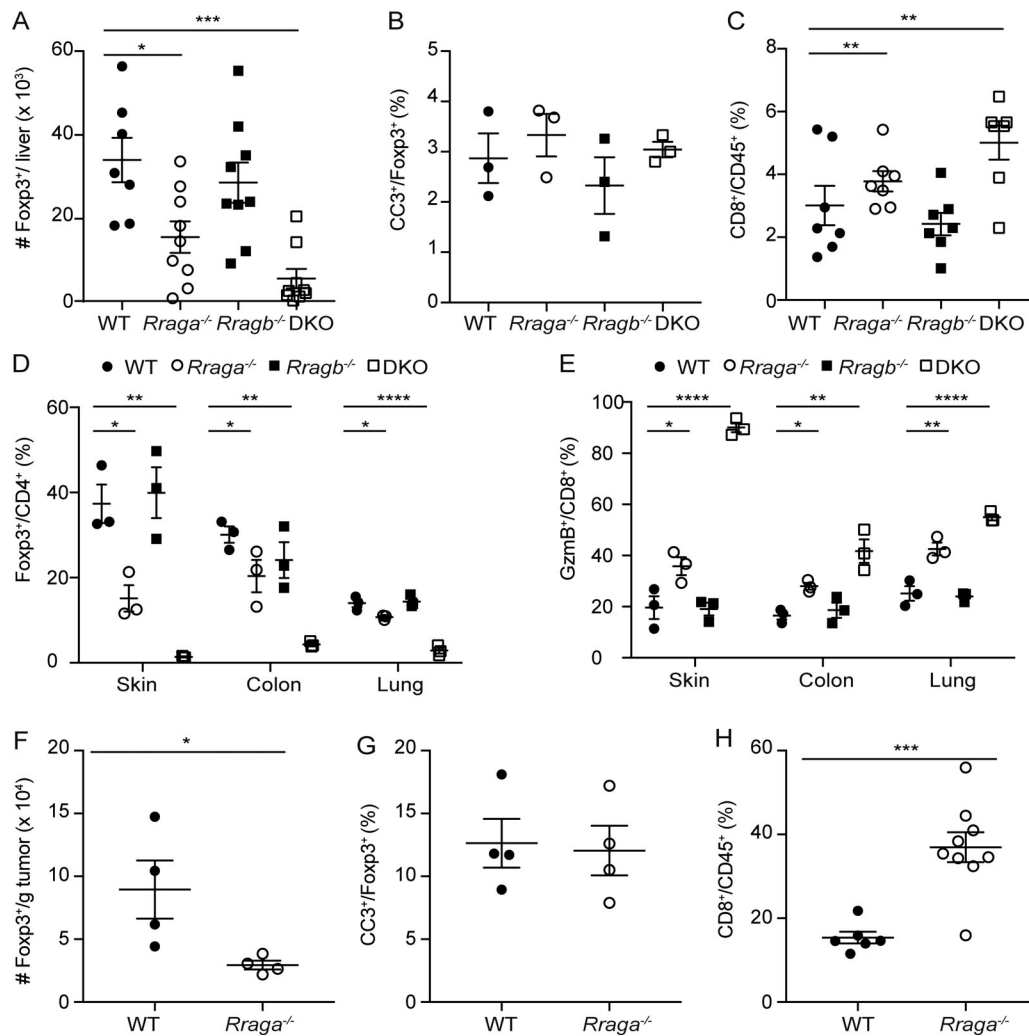 A
# Foxp3⁺/ liver (x 10³)
60
40
20
0
***
*
WT
Rraga⁻/⁻
Rragb⁻/⁻
DKO
B
CC3⁺/Foxp3⁺ (%)
5
4
3
2
1
0
WT
Rraga⁻/⁻
Rragb⁻/⁻
DKO
C
CD8⁺/CD45⁺ (%)
8
6
4
2
0
**
**
WT
Rraga⁻/⁻
Rragb⁻/⁻
DKO
D
WT Rraga⁻/⁻ Rragb⁻/⁻ DKO
Foxp3⁺/CD4⁺ (%)
60
40
20
0
** ** ****
* * *
Skin Colon Lung
E
WT Rraga⁻/⁻ Rragb⁻/⁻ DKO
GzmB⁺/CD8⁺ (%)
100
80
60
40
20
0
**** ** ****
* * **
Skin Colon Lung
F
# Foxp3⁺/g tumor (x 10⁴)
20
15
10
5
0
*
WT
Rraga⁻/⁻
G
CC3⁺/Foxp3⁺ (%)
20
15
10
5
0
WT
Rraga⁻/⁻
H
CD8⁺/CD45⁺ (%)
60
40
20
0
***
WT
Rraga⁻/⁻